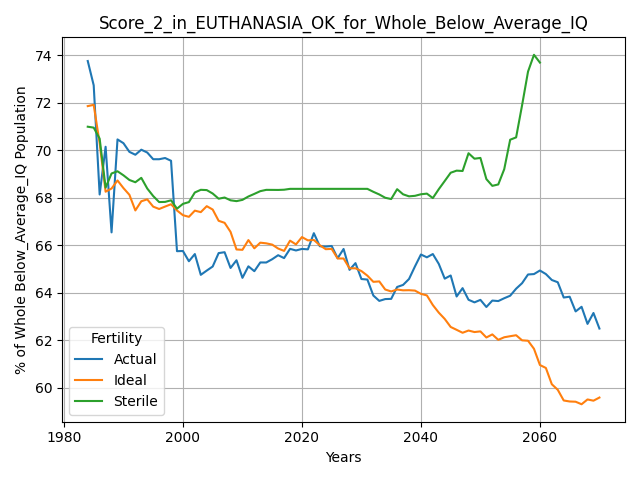 Score_2_in_EUTHANASIA_OK_for_Whole_Below_Average_IQ
% of Whole Below_Average_IQ Population
74
72
70
68
66
64
62
60
Fertility
Actual
Ideal
Sterile
1980
2000
2020
2040
2060
Years